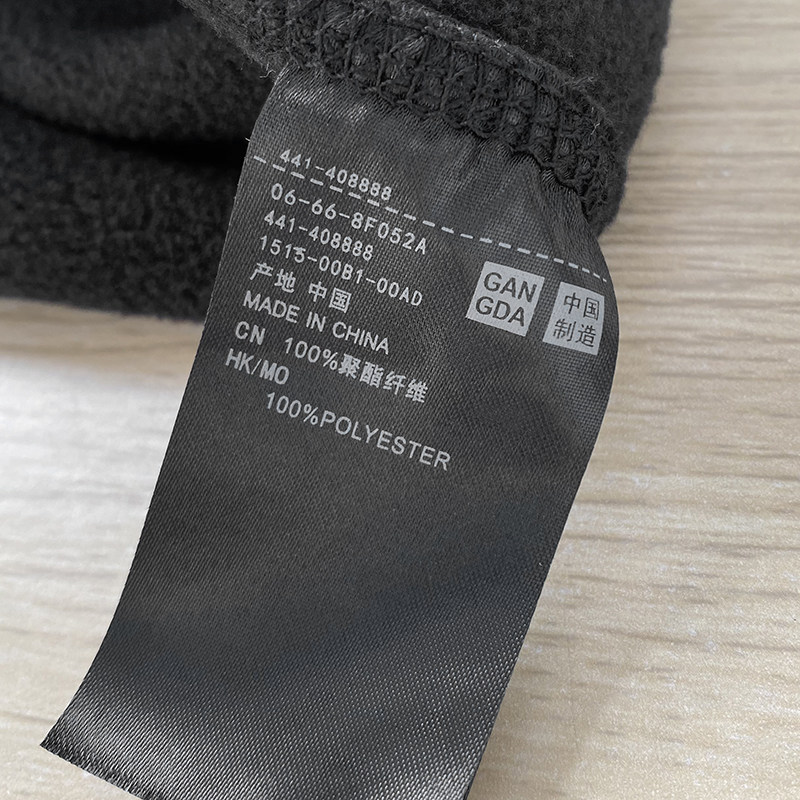 441-408888
06-66-8F052A
441-408888
1515-00B1-00AD
产地 中国
MADE IN CHINA
CN 100%聚酯纤维
HK/MO
100%POLYESTER
GAN
GDA
中国
制造